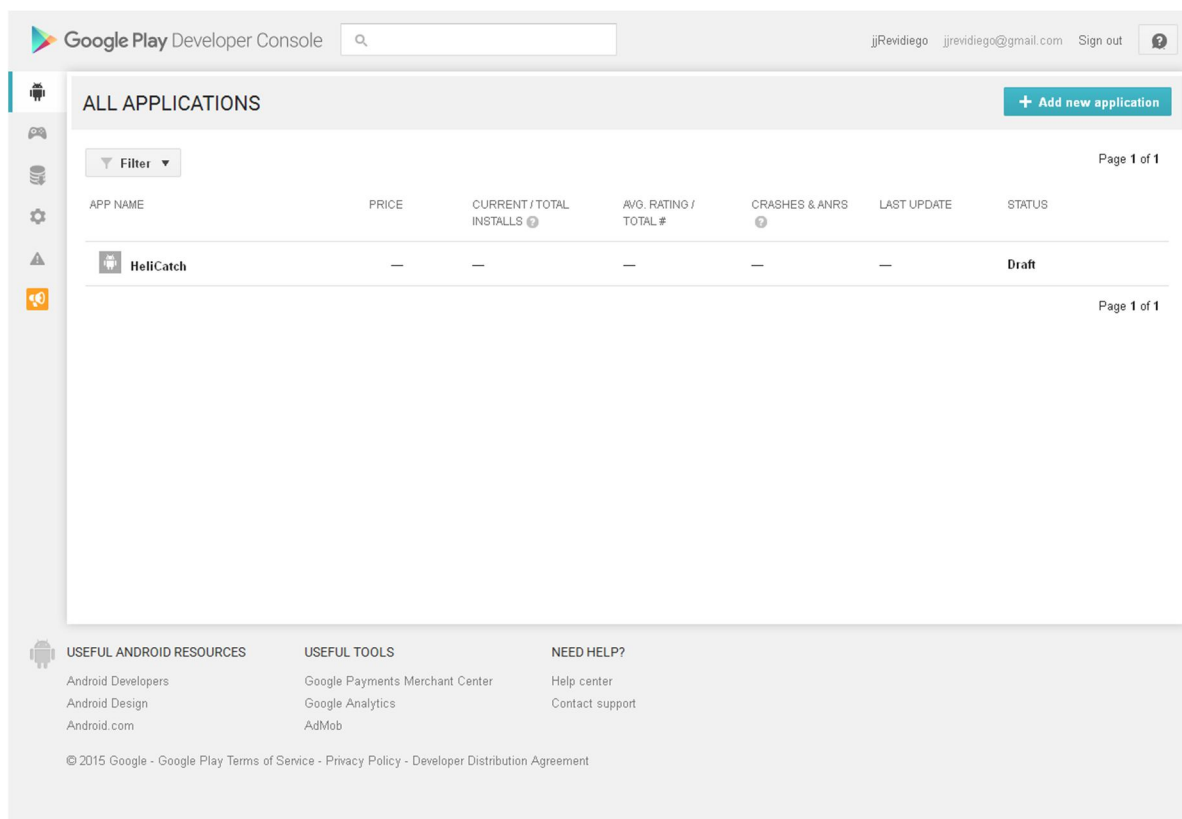 Google Play Developer Console
jjRevidiego jjrevidiego@gmail.com Sign out
ALL APPLICATIONS
+ Add new application
Filter
Page 1 of 1
APP NAME
PRICE
CURRENT / TOTAL
INSTALLS
AVG. RATING /
TOTAL #
CRASHES & ANRS
LAST UPDATE
STATUS
HeliCatch — — — — — Draft
Page 1 of 1
USEFUL ANDROID RESOURCES
Android Developers
Android Design
Android.com
USEFUL TOOLS
Google Payments Merchant Center
Google Analytics
AdMob
NEED HELP?
Help center
Contact support
© 2015 Google - Google Play Terms of Service - Privacy Policy - Developer Distribution Agreement